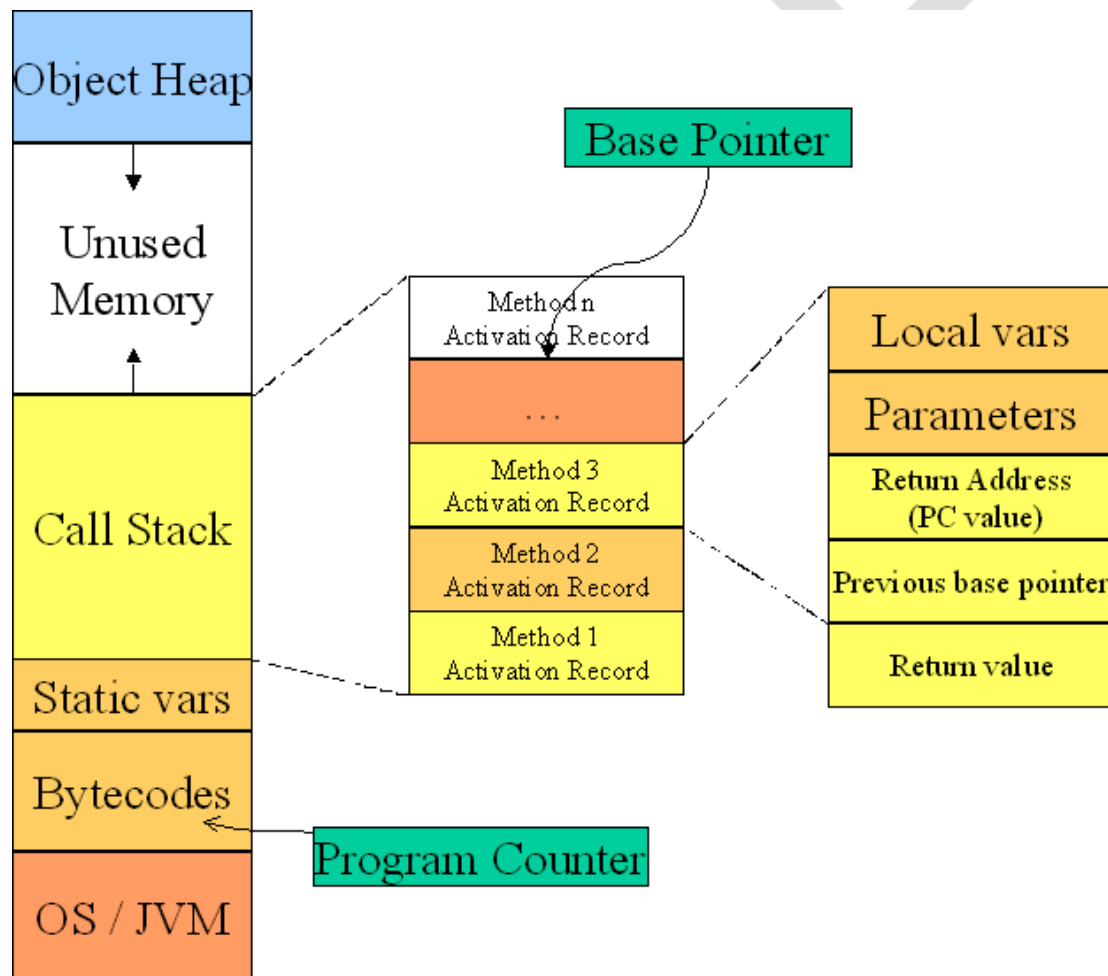 Object Heap
Unused
Memory
Call Stack
Static vars
Bytecodes
OS / JVM
Base Pointer
Method n
Activation Record
. . .
Method 3
Activation Record
Method 2
Activation Record
Method 1
Activation Record
Program Counter
Local vars
Parameters
Return Address
(PC value)
Previous base pointer
Return value